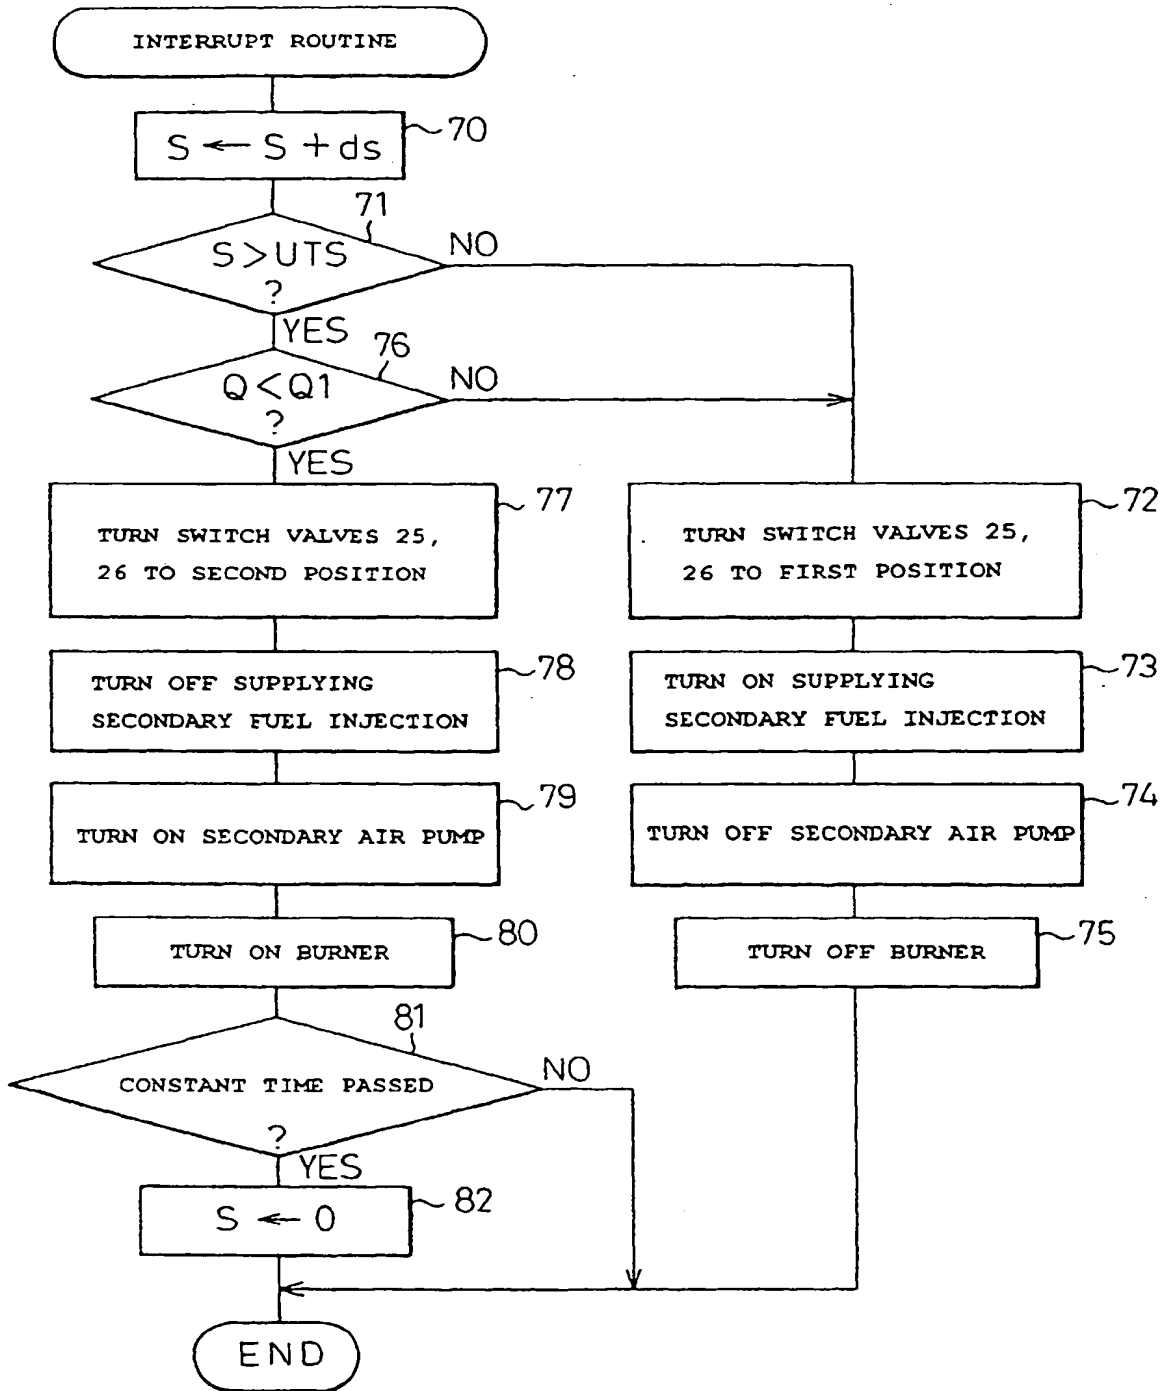 INTERRUPT ROUTINE
S ← S + ds
70
71
S > UTS
?
NO
YES
76
Q < Q1
?
NO
YES
77
TURN SWITCH VALVES 25,
26 TO SECOND POSITION
72
TURN SWITCH VALVES 25,
26 TO FIRST POSITION
78
TURN OFF SUPPLYING
SECONDARY FUEL INJECTION
73
TURN ON SUPPLYING
SECONDARY FUEL INJECTION
79
TURN ON SECONDARY AIR PUMP
74
TURN OFF SECONDARY AIR PUMP
80
TURN ON BURNER
75
TURN OFF BURNER
81
CONSTANT TIME PASSED
?
NO
YES
82
S ← 0
END